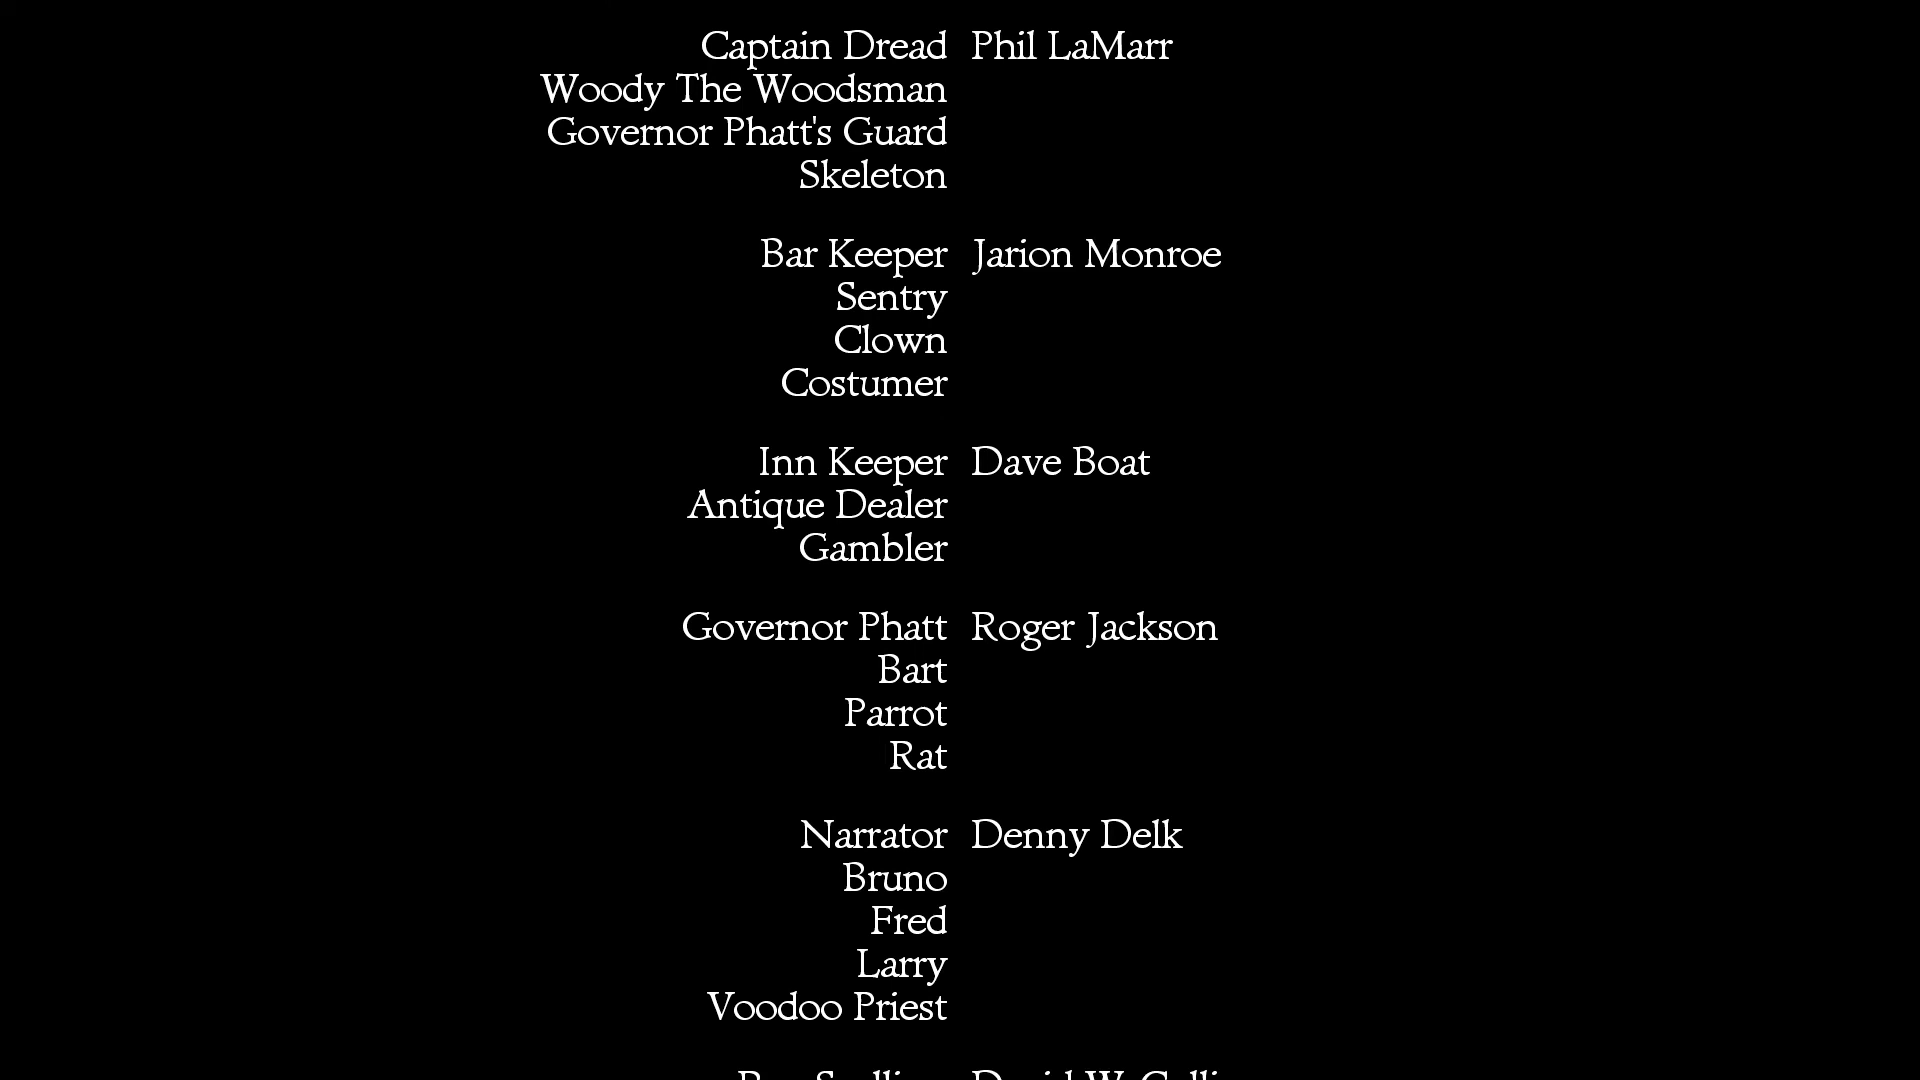 Captain Dread Phil LaMarr
Woody The Woodsman
Governor Phatt's Guard
Skeleton
Bar Keeper Jarion Monroe
Sentry
Clown
Costumer
Inn Keeper Dave Boat
Antique Dealer
Gambler
Governor Phatt Roger Jackson
Bart
Parrot
Rat
Narrator Denny Delk
Bruno
Fred
Larry
Voodoo Priest